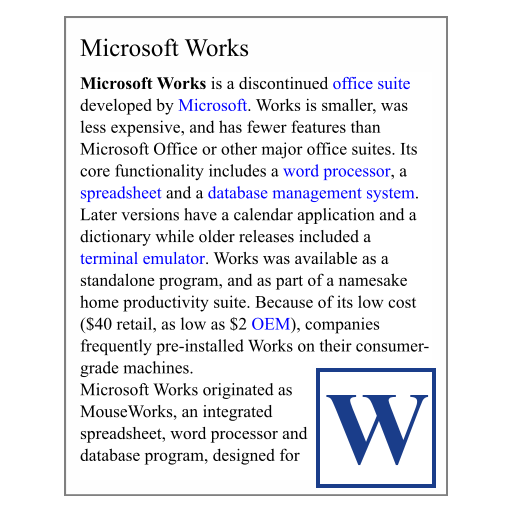 Microsoft Works
Microsoft Works is a discontinued office suite
developed by Microsoft. Works is smaller, was
less expensive, and has fewer features than
Microsoft Office or other major office suites. Its
core functionality includes a word processor, a
spreadsheet and a database management system.
Later versions have a calendar application and a
dictionary while older releases included a
terminal emulator. Works was available as a
standalone program, and as part of a namesake
home productivity suite. Because of its low cost
($40 retail, as low as $2 OEM), companies
frequently pre-installed Works on their consumer-
grade machines.
Microsoft Works originated as
MouseWorks, an integrated
spreadsheet, word processor and
database program, designed for
W